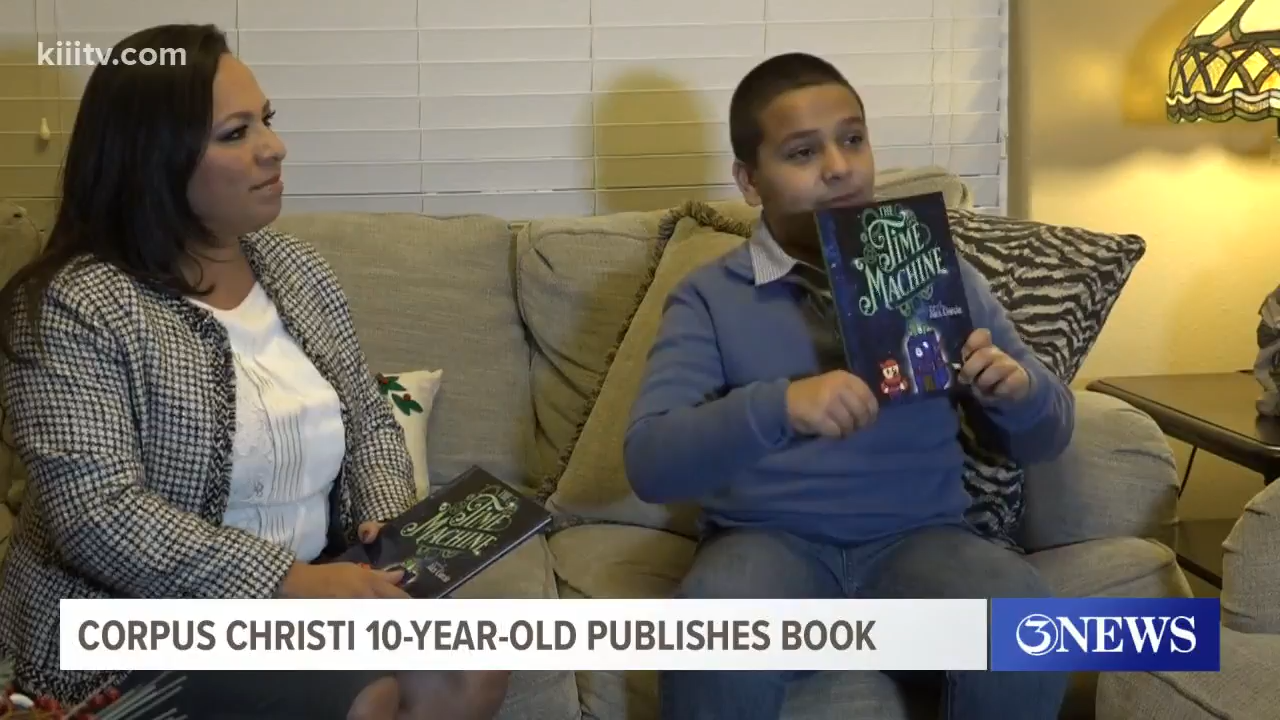 kiiitv.com
THE
TIME
MACHINE
THE
TIME
MACHINE
CORPUS CHRISTI 10-YEAR-OLD PUBLISHES BOOK
3NEWS